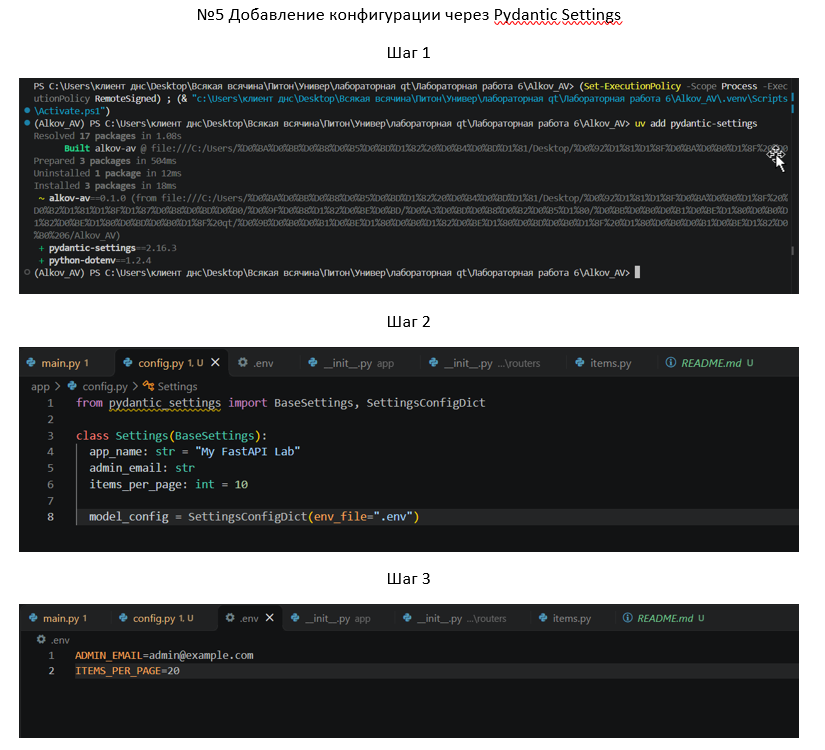 №5 Добавление конфигурации через Pydantic Settings
Шаг 1
PS C:\Users\клиент днс\Desktop\Всякая всячина\Питон\Универ\лабораторная qt\Лабораторная работа 6\Alkov_AV> (Set-ExecutionPolicy -Scope Process -Exec
utionPolicy RemoteSigned) ; (& "c:\Users\клиент днс\Desktop\Всякая всячина\Питон\Универ\лабораторная qt\Лабораторная работа 6\Alkov_AV\.venv\Scripts
\Activate.ps1")
(Alkov_AV) PS C:\Users\клиент днс\Desktop\Всякая всячина\Питон\Универ\лабораторная qt\Лабораторная работа 6\Alkov_AV> uv add pydantic-settings
Resolved 17 packages in 1.08s
Built alkov-av @
Prepared 3 packages in 504ms
Uninstalled 1 package in 12ms
Installed 3 packages in 18ms
~ alkov-av==0.1.0 (from
/Alkov_AV)
+ pydantic-settings==2.16.3
+ python-dotenv==1.2.4
(Alkov_AV) PS C:\Users\клиент днс\Desktop\Всякая всячина\Питон\Универ\лабораторная qt\Лабораторная работа 6\Alkov_AV>
Шаг 2
main.py 1 config.py 1, U .env __init__.py app __init__.py ...\routers items.py README.md U
app > config.py > Settings
1 from pydantic_settings import BaseSettings, SettingsConfigDict
2
3 class Settings(BaseSettings):
4 app_name: str = "My FastAPI Lab"
5 admin_email: str
6 items_per_page: int = 10
7
8 model_config = SettingsConfigDict(env_file=".env")
Шаг 3
main.py 1 config.py 1, U .env __init__.py app __init__.py ...\routers items.py README.md U
.env
1 ADMIN_EMAIL=admin@example.com
2 ITEMS_PER_PAGE=20